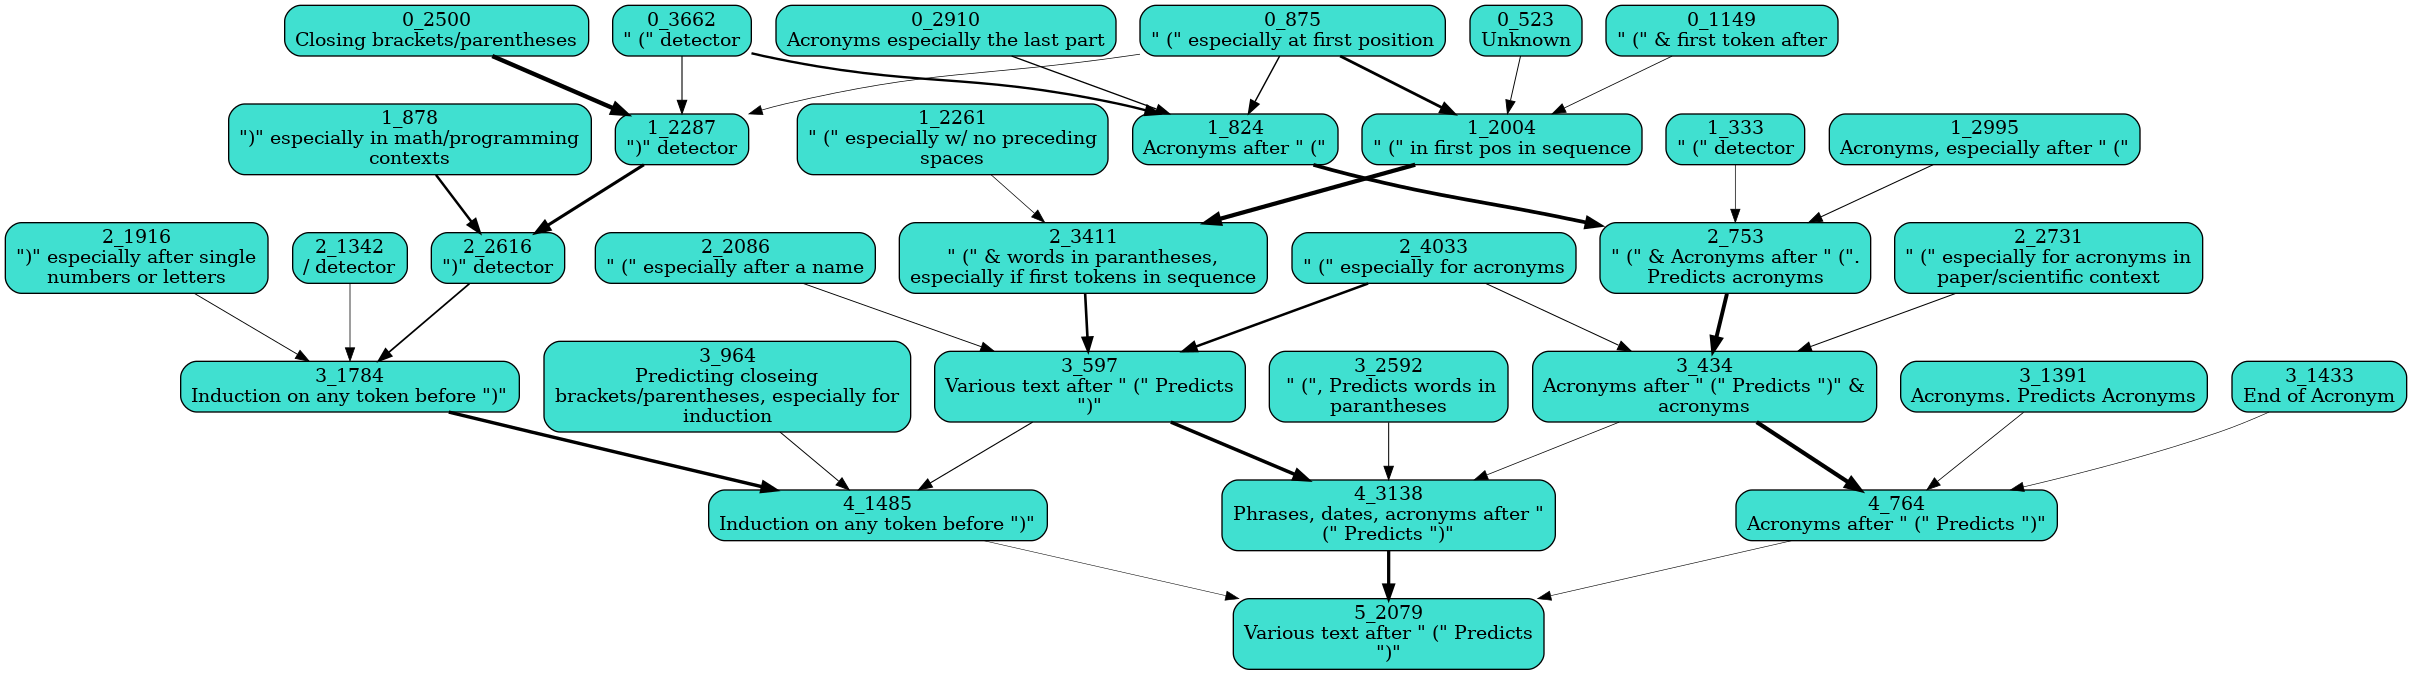 0_2500
Closing brackets/parentheses
0_3662
" (" detector
0_2910
Acronyms especially the last part
0_875
" (" especially at first position
0_523
Unknown
0_1149
" (" & first token after
1_878
")" especially in math/programming
contexts
1_2287
")" detector
1_2261
" (" especially w/ no preceding
spaces
1_824
Acronyms after " ("
1_2004
" (" in first pos in sequence
1_333
" (" detector
1_2995
Acronyms, especially after " ("
2_1916
")" especially after single
numbers or letters
2_1342
/ detector
2_2616
")" detector
2_2086
" (" especially after a name
2_3411
" (" & words in parantheses,
especially if first tokens in sequence
2_4033
" (" especially for acronyms
2_753
" (" & Acronyms after " (".
Predicts acronyms
2_2731
" (" especially for acronyms in
paper/scientific context
3_1784
Induction on any token before ")"
3_964
Predicting closeing
brackets/parentheses, especially for
induction
3_597
Various text after " (" Predicts
")"
3_2592
" (", Predicts words in
parantheses
3_434
Acronyms after " (" Predicts ")" &
acronyms
3_1391
Acronyms. Predicts Acronyms
3_1433
End of Acronym
4_1485
Induction on any token before ")"
4_3138
Phrases, dates, acronyms after "
(" Predicts ")"
4_764
Acronyms after " (" Predicts ")"
5_2079
Various text after " (" Predicts
")"